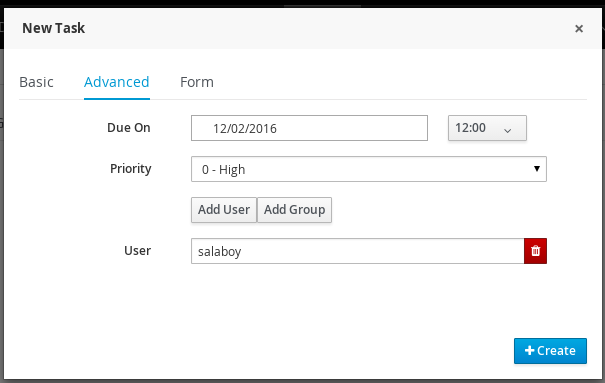 New Task ×
Basic Advanced Form
Due On 12/02/2016 12:00
Priority 0 - High
Add User Add Group
User salaboy
+ Create